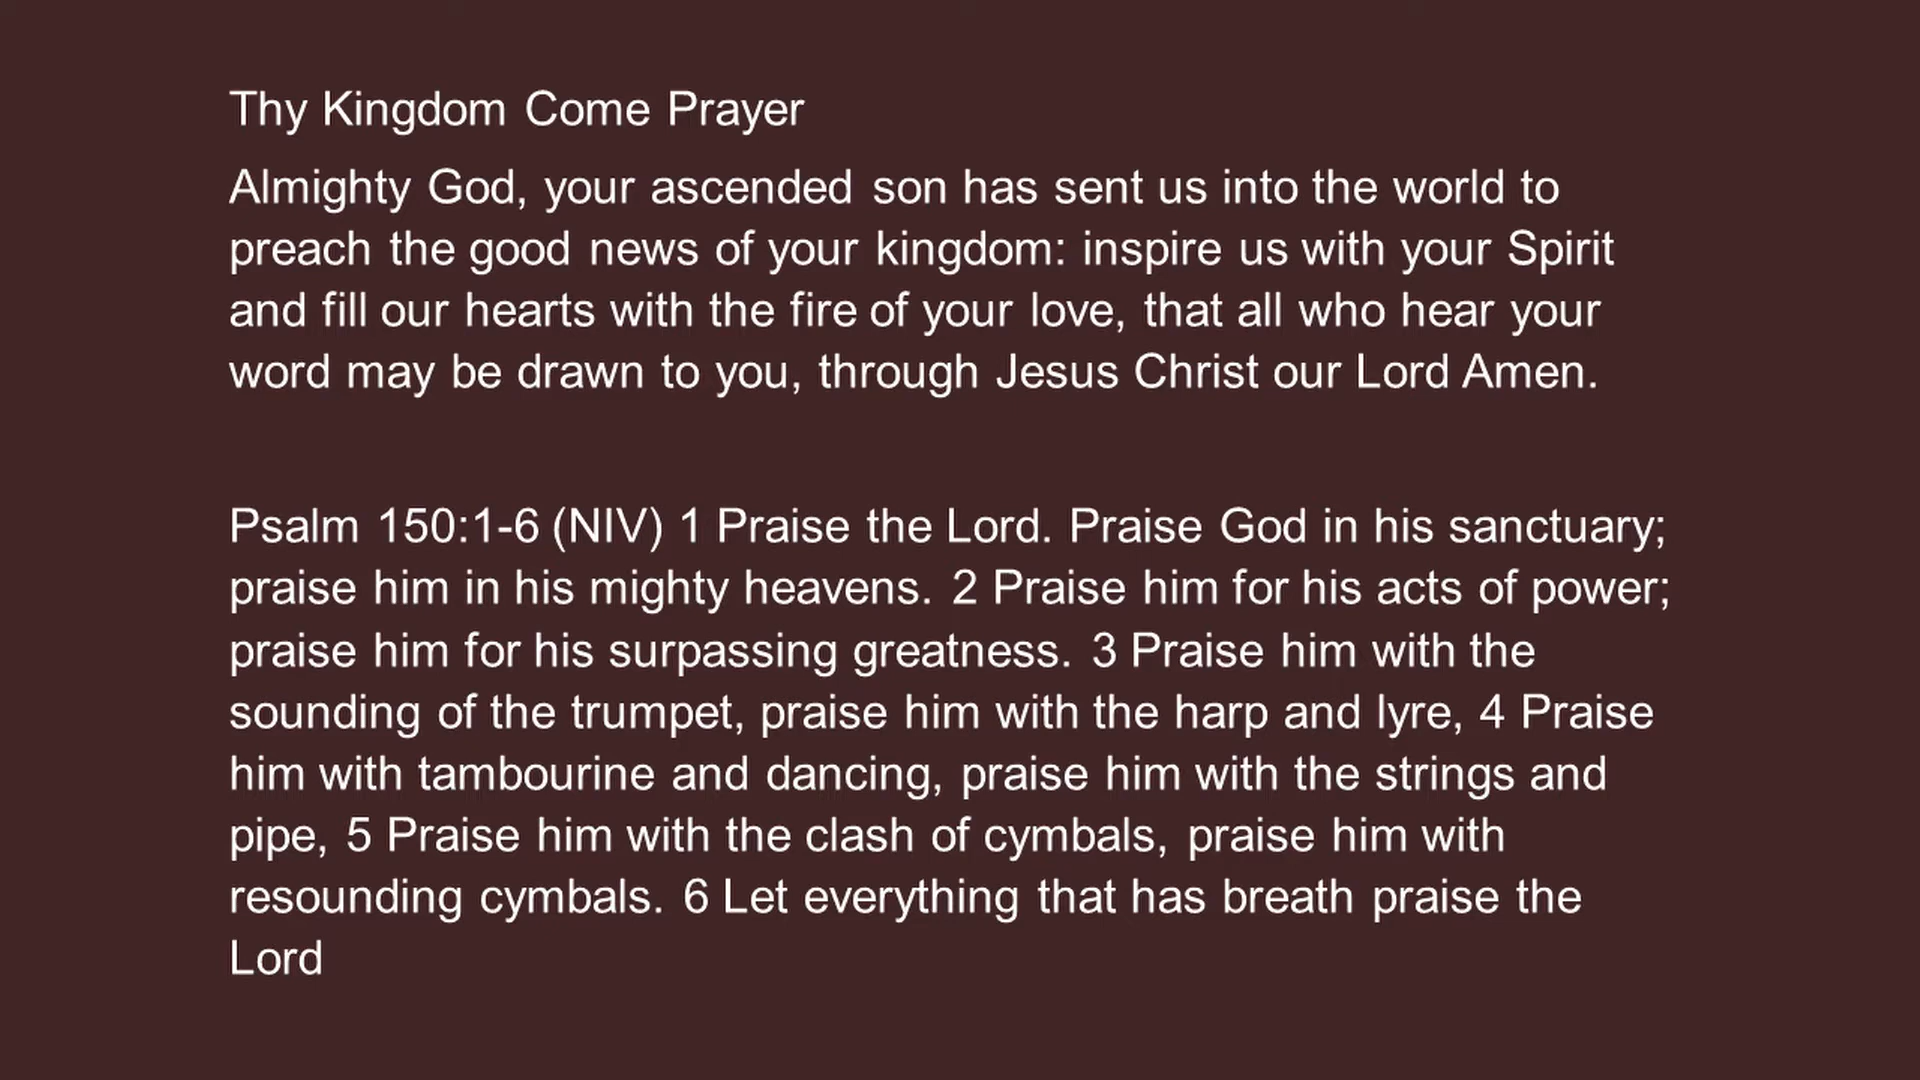 Thy Kingdom Come Prayer
Almighty God, your ascended son has sent us into the world to
preach the good news of your kingdom: inspire us with your Spirit
and fill our hearts with the fire of your love, that all who hear your
word may be drawn to you, through Jesus Christ our Lord Amen.
Psalm 150:1-6 (NIV) 1 Praise the Lord. Praise God in his sanctuary;
praise him in his mighty heavens. 2 Praise him for his acts of power;
praise him for his surpassing greatness. 3 Praise him with the
sounding of the trumpet, praise him with the harp and lyre, 4 Praise
him with tambourine and dancing, praise him with the strings and
pipe, 5 Praise him with the clash of cymbals, praise him with
resounding cymbals. 6 Let everything that has breath praise the
Lord